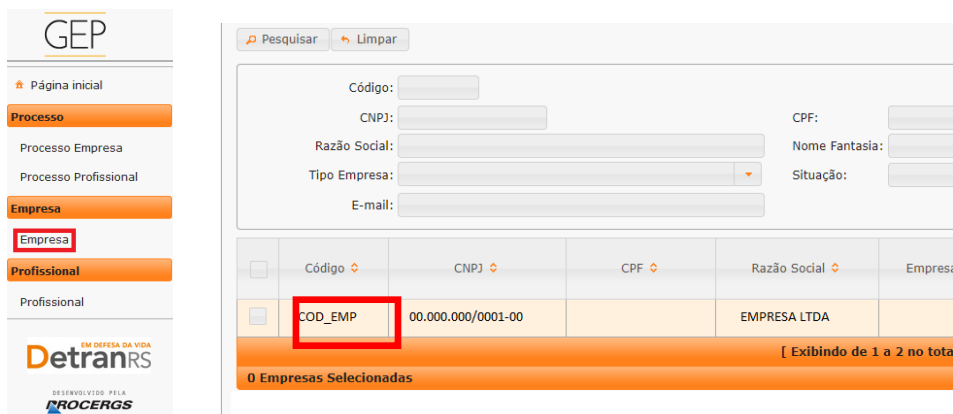 GEP
Página inicial
Processo
Processo Empresa
Processo Profissional
Empresa
Empresa
Profissional
Profissional
EM DEFESA DA VIDA
DetranRS
DESENVOLVIDO PELA
PROCERGS
Pesquisar Limpar
Código:
CNPJ: CPF:
Razão Social: Nome Fantasia:
Tipo Empresa: Situação:
E-mail:
Código CNPJ CPF Razão Social Empresa
COD_EMP 00.000.000/0001-00 EMPRESA LTDA
[ Exibindo de 1 a 2 no tota
0 Empresas Selecionadas